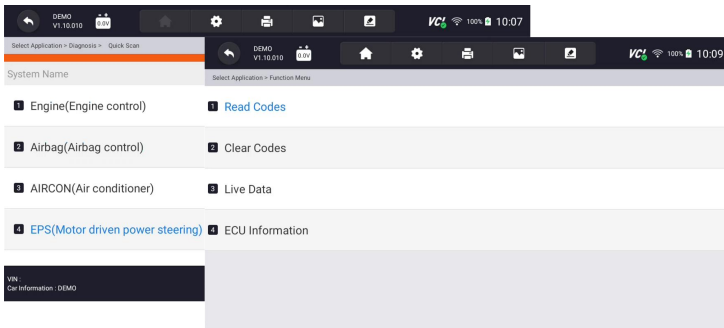 DEMO
V1.10.010
0.0V
VC!
100%
10:07
Select Application > Diagnosis > Quick Scan
System Name
1 Engine(Engine control)
2 Airbag(Airbag control)
3 AIRCON(Air conditioner)
4 EPS(Motor driven power steering)
VIN :
Car Information : DEMO
DEMO
V1.10.010
0.0V
VC!
100%
10:09
Select Application > Function Menu
1 Read Codes
2 Clear Codes
3 Live Data
4 ECU Information